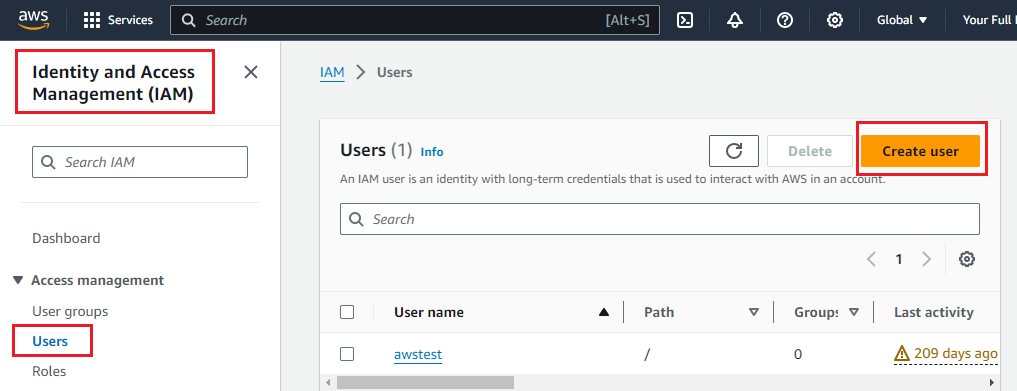 aws
Services
Search
[Alt+S]
Global
Your Full
Identity and Access
Management (IAM)
Search IAM
Dashboard
Access management
User groups
Users
Roles
IAM
Users
Users (1)
Info
Delete
Create user
An IAM user is an identity with long-term credentials that is used to interact with AWS in an account.
Search
1
User name
Path
Groups
Last activity
awstest
/
0
209 days ago